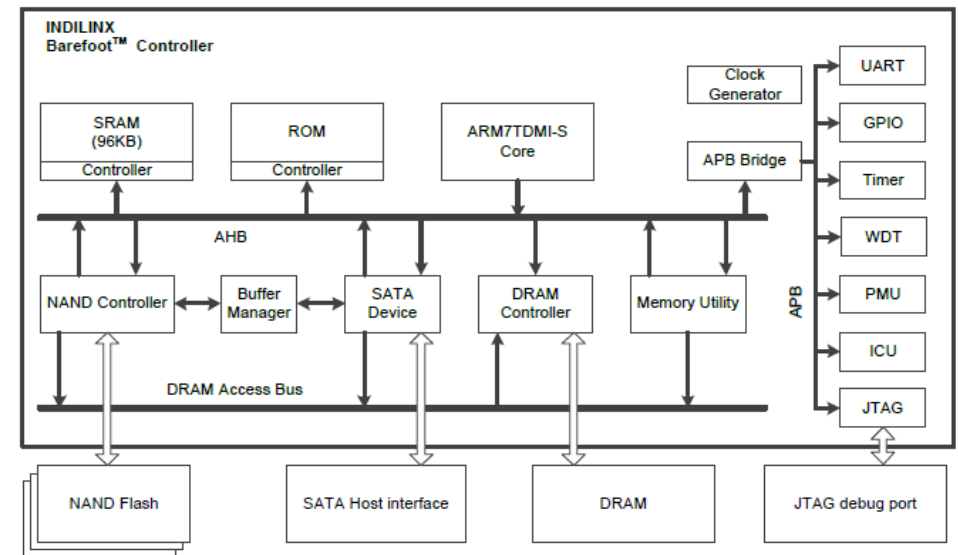 INDILINX
Barefoot™ Controller
SRAM
(96KB)
Controller
ROM
Controller
ARM7TDMI-S
Core
Clock
Generator
APB Bridge
UART
GPIO
Timer
WDT
PMU
ICU
JTAG
APB
AHB
NAND Controller
Buffer
Manager
SATA
Device
DRAM
Controller
Memory Utility
DRAM Access Bus
NAND Flash
SATA Host interface
DRAM
JTAG debug port